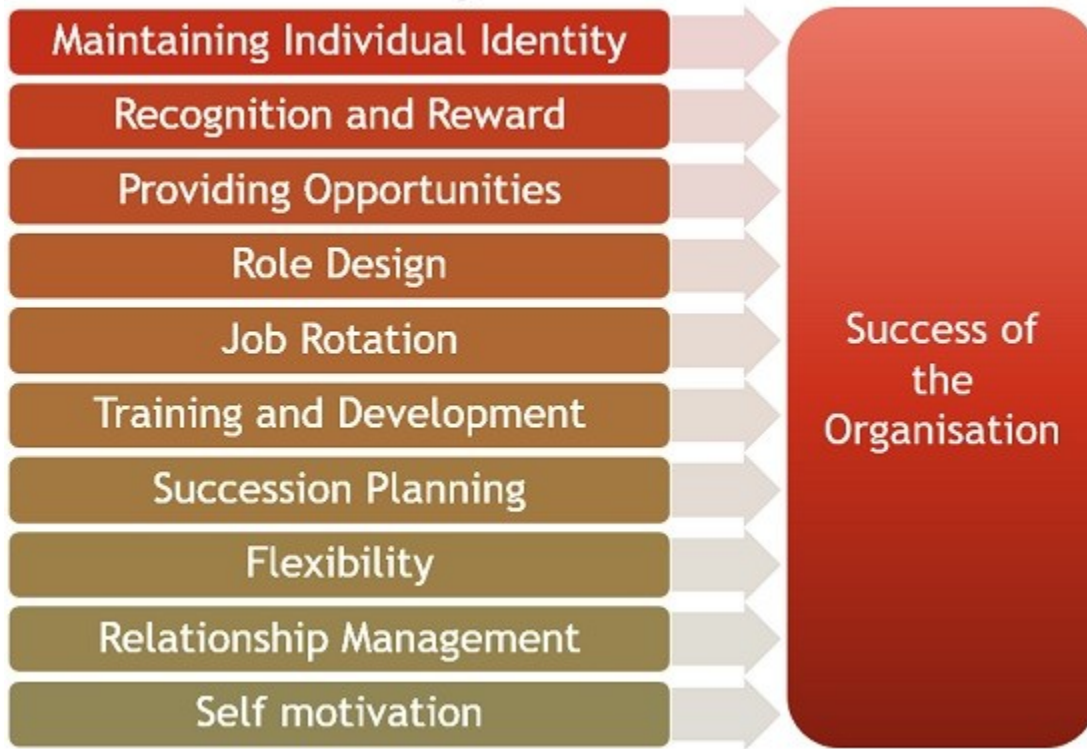 Maintaining Individual Identity
Recognition and Reward
Providing Opportunities
Role Design
Job Rotation
Training and Development
Succession Planning
Flexibility
Relationship Management
Self motivation
Success of
the
Organisation